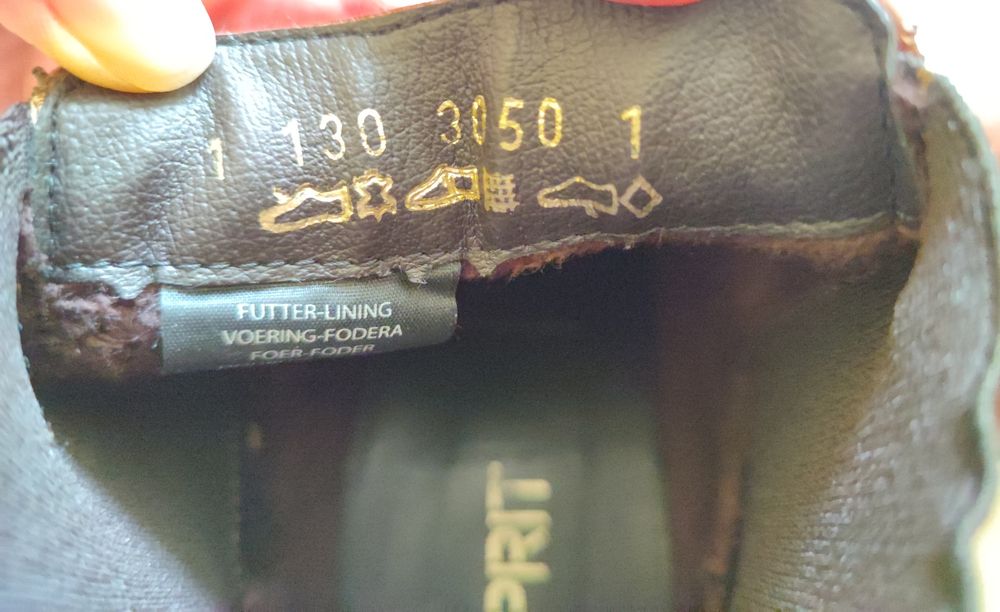 1 130 3050 1
FUTTER-LINING
VOERING-FODERA
FOER-FODER
PRIT